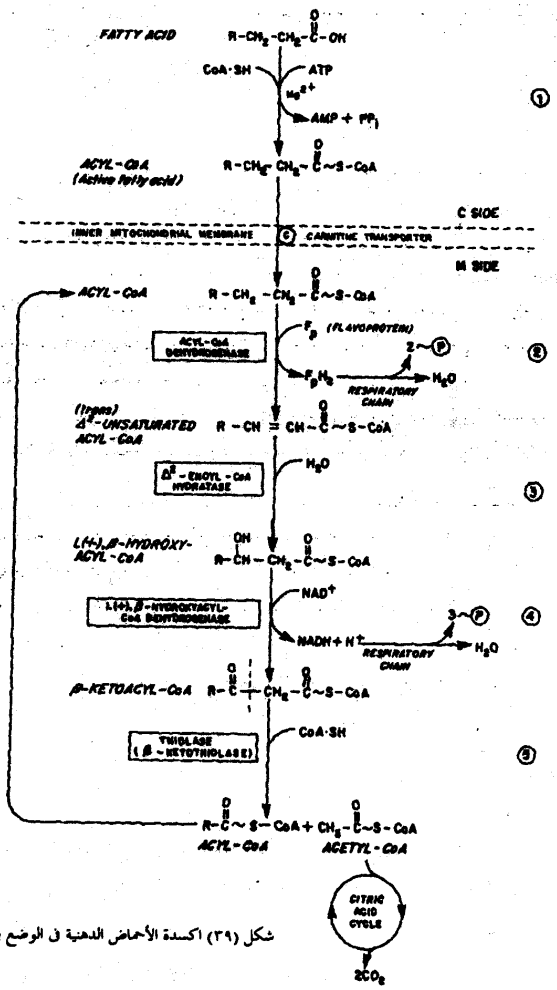 O
FATTY ACID R-CH₂-CH₂-C-OH
CoA·SH ATP
Mg²⁺
①
AMP + PPi
O
ACYL-CoA R-CH₂-CH₂-C~S-CoA
(Active fatty acid)
C SIDE
INNER MITOCHONDRIAL MEMBRANE C CARNITINE TRANSPORTER
M SIDE
O
ACYL-CoA R-CH₂-CH₂-C~S-CoA
Fp (FLAVOPROTEIN)
ACYL-CoA
DEHYDROGENASE
2~P ②
FpH₂ H₂O
RESPIRATORY
CHAIN
(trans) O
Δ²-UNSATURATED R-CH=CH-C~S-CoA
ACYL-CoA
H₂O
Δ²-ENOYL-CoA
HYDRATASE
③
L(+),β-HYDROXY- OH O
ACYL-CoA R-CH-CH₂-C~S-CoA
NAD⁺
L(+),β-HYDROXYACYL-
CoA DEHYDROGENASE
3~P ④
NADH+H⁺ H₂O
RESPIRATORY
CHAIN
O O
β-KETOACYL-CoA R-C-CH₂-C~S-CoA
CoA·SH
THIOLASE
(β-KETOTHIOLASE)
⑤
O O
R-C~S-CoA + CH₃-C~S-CoA
ACYL-CoA ACETYL-CoA
CITRIC
ACID
CYCLE
شكل (٣٩) اكسدة الأحماض الدهنية فى الوضع
2CO₂